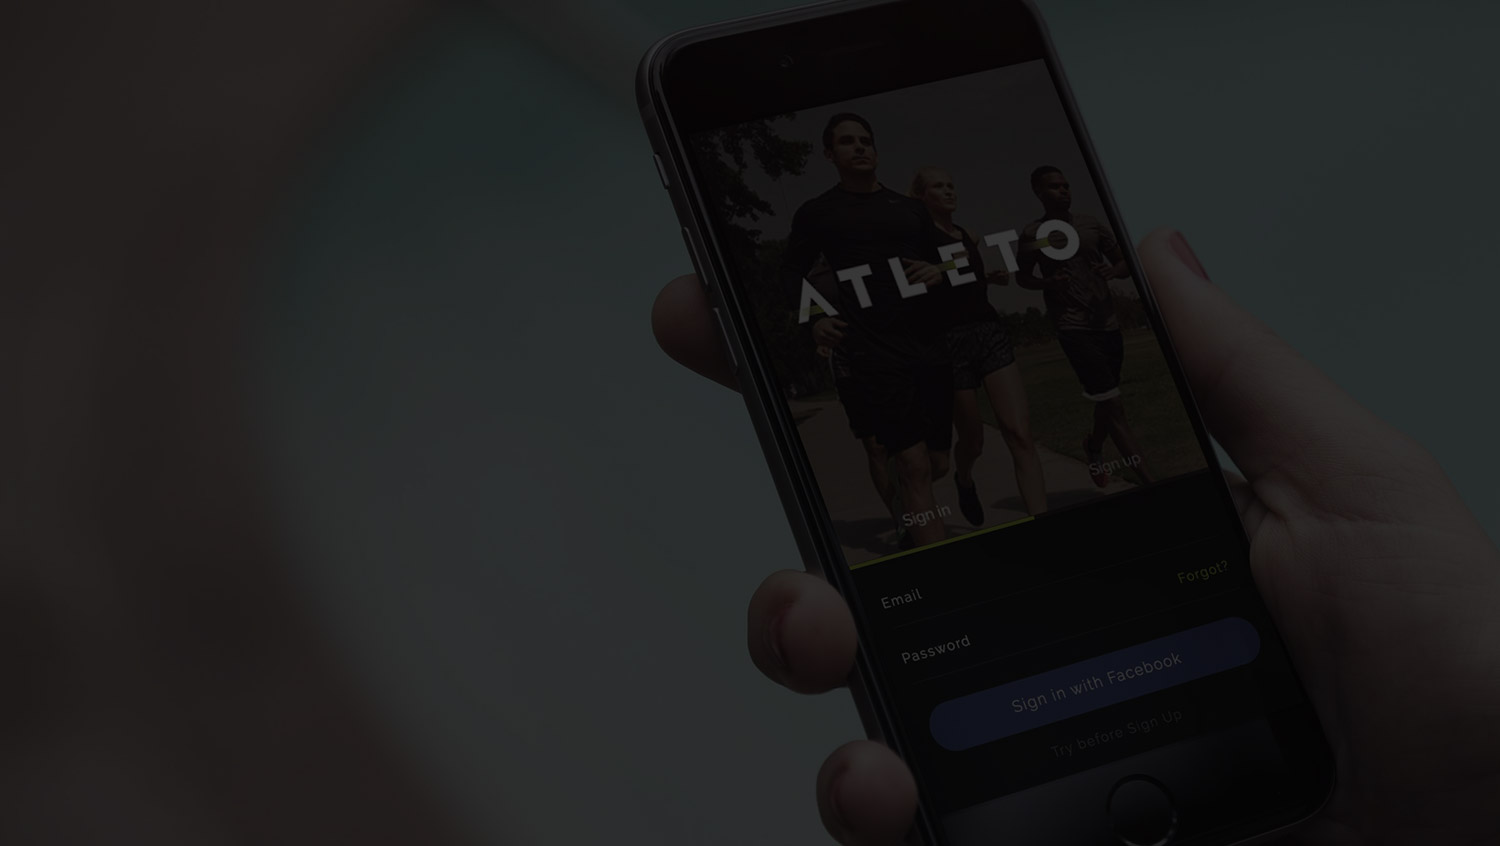 ATLETO
Sign in
Sign up
Email
Forgot?
Password
Sign in with Facebook
Try before Sign Up